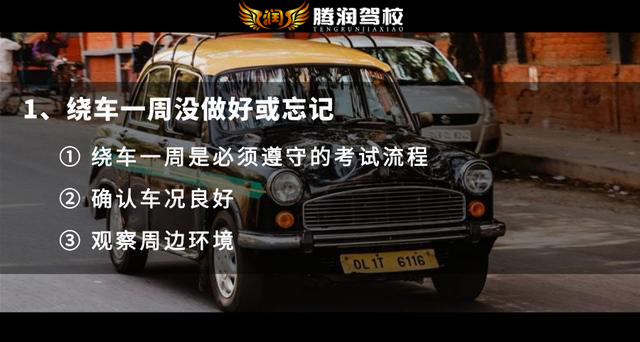 润 腾润驾校
TENGRUNJIAXIAO
1、绕车一周没做好或忘记
① 绕车一周是必须遵守的考试流程
② 确认车况良好
③ 观察周边环境
DL1T 6116